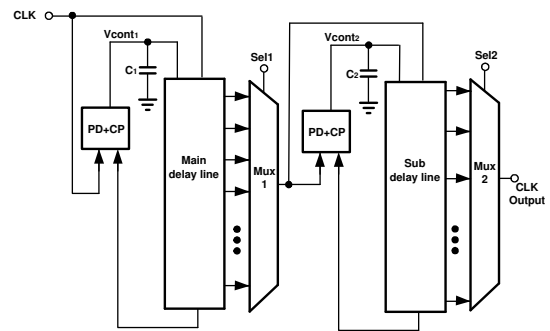 CLK
Vcont1
C1
Sel1
PD+CP
Main
delay line
Mux
1
Vcont2
C2
Sel2
PD+CP
Sub
delay line
Mux
2
CLK
Output